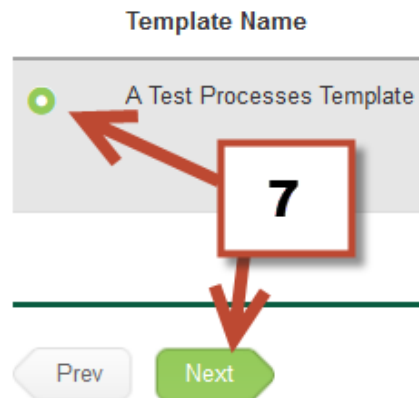 Template Name
A Test Processes Template
7
Prev
Next